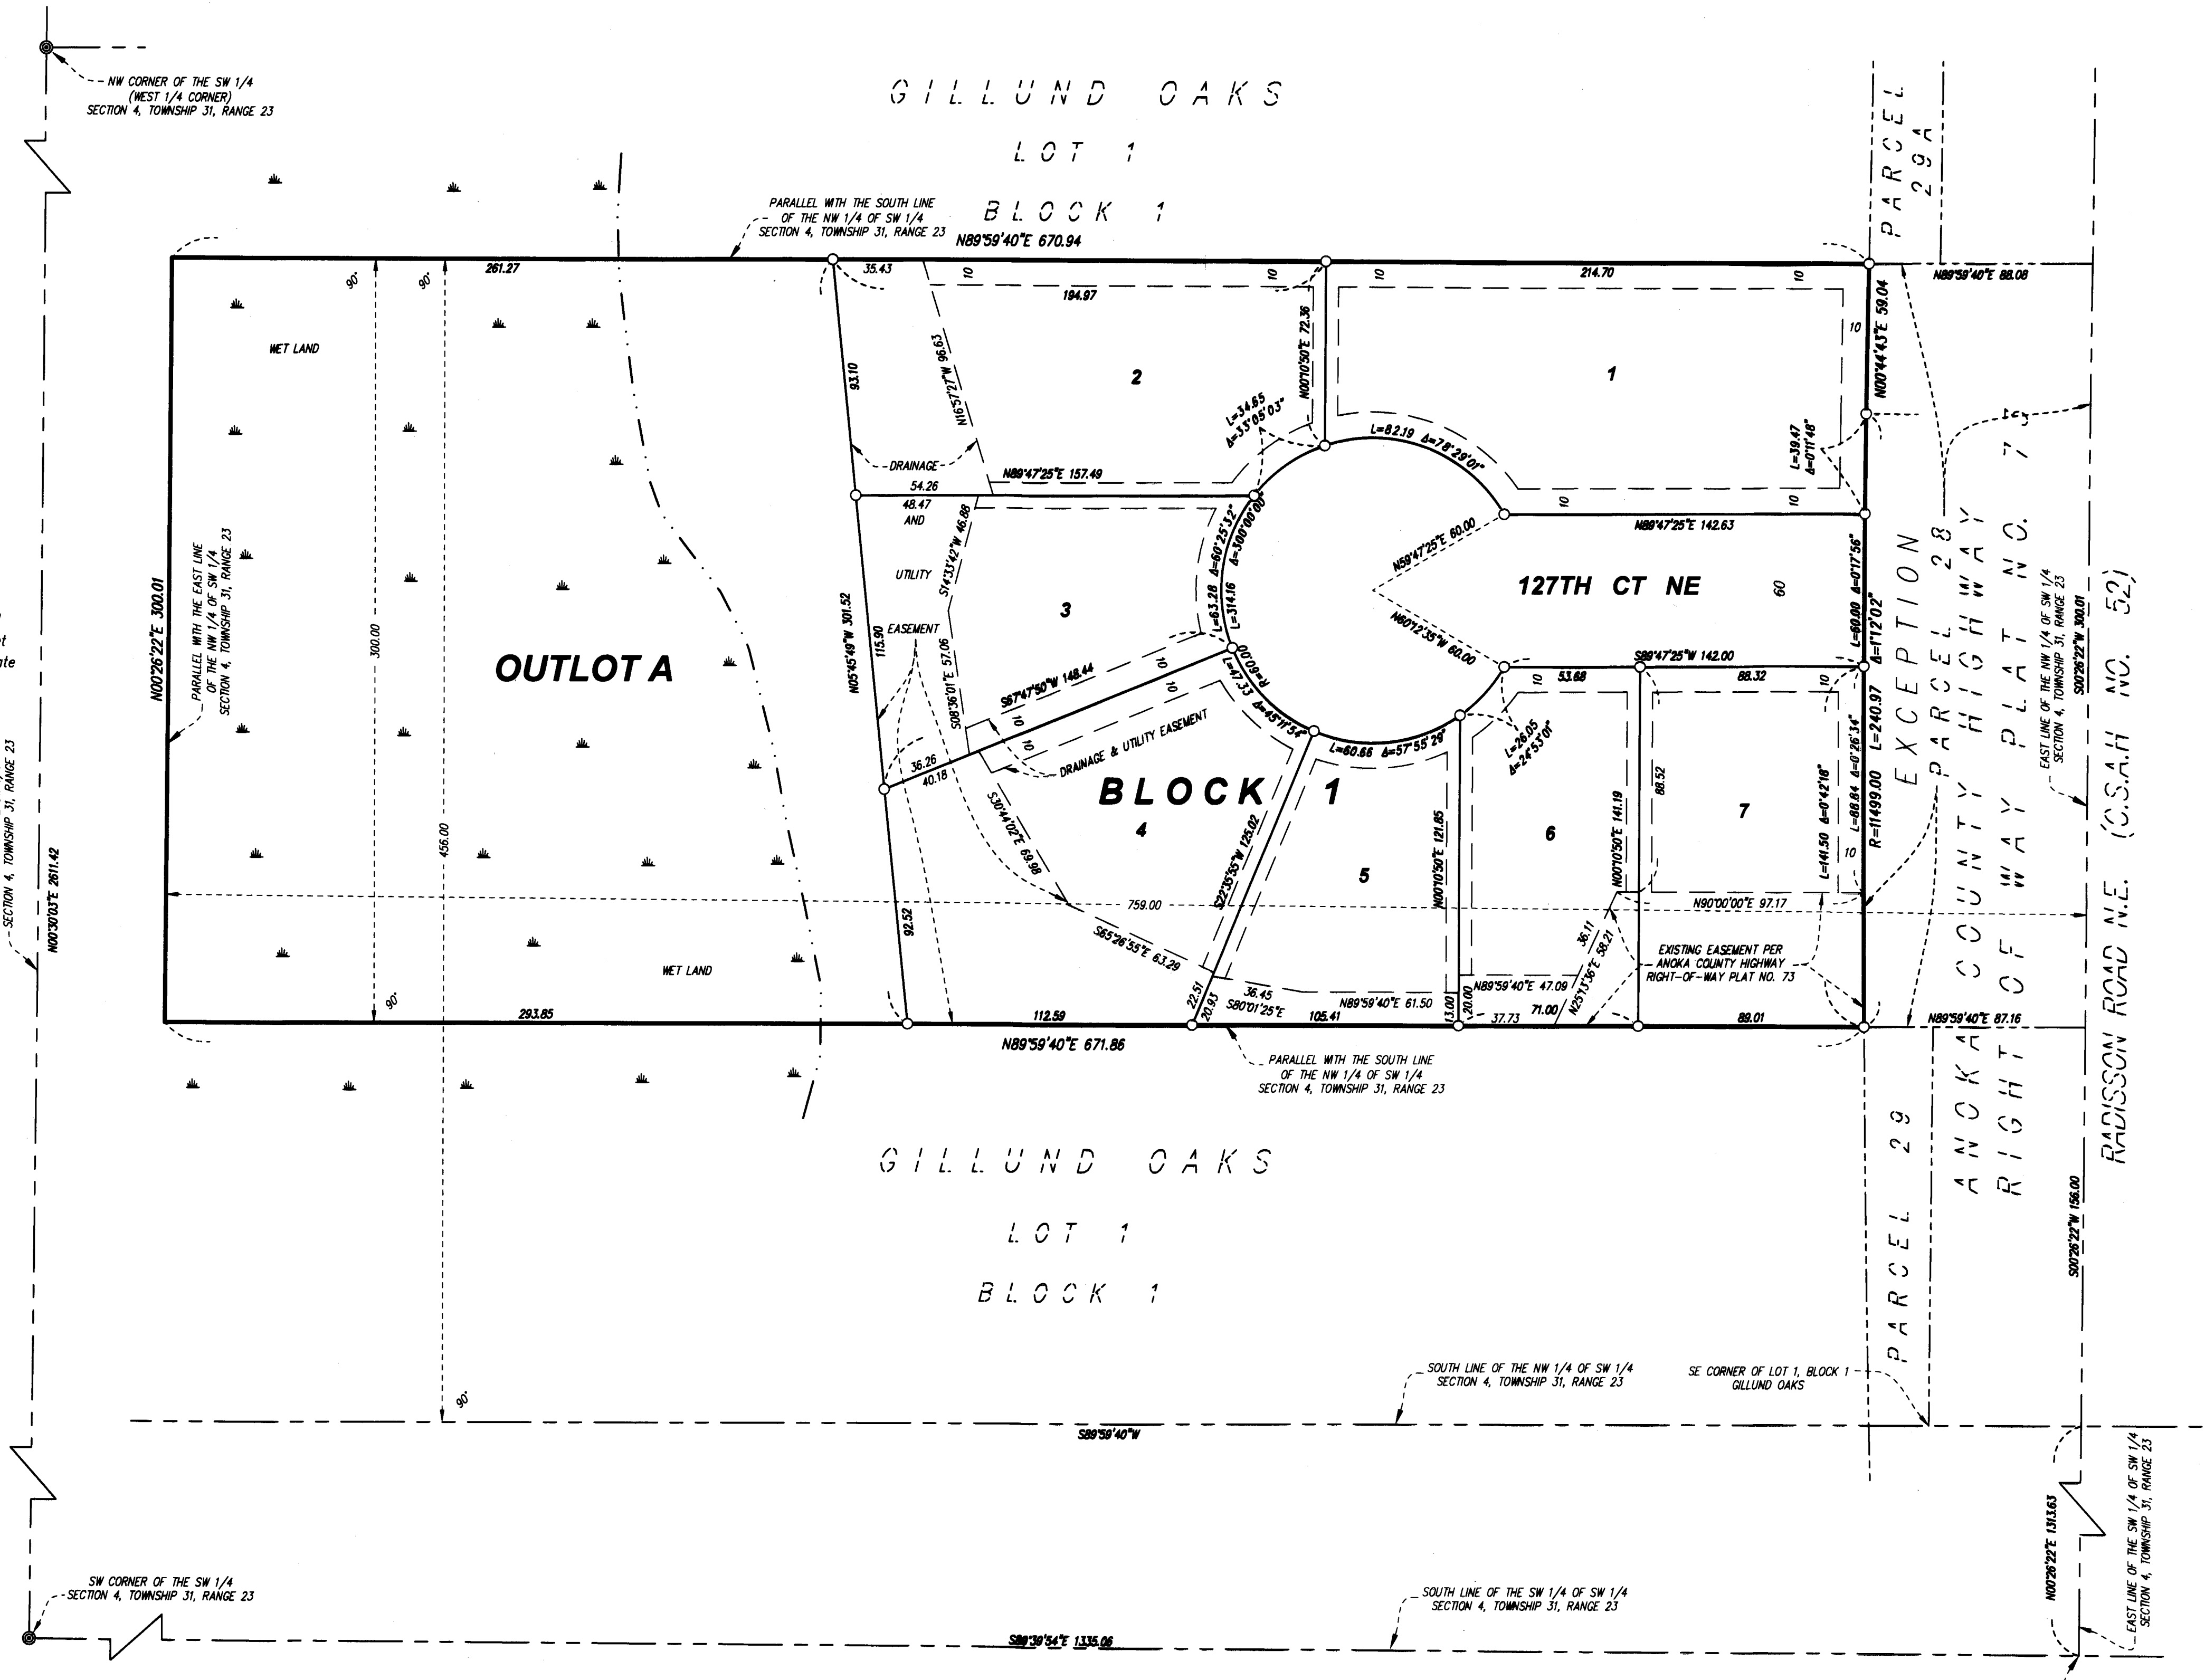 GILLUND OAKS
LOT 1
BLOCK 1
NW CORNER OF THE SW 1/4
(WEST 1/4 CORNER)
SECTION 4, TOWNSHIP 31, RANGE 23
PARCEL
29A
PARALLEL WITH THE SOUTH LINE
OF THE NW 1/4 OF SW 1/4
SECTION 4, TOWNSHIP 31, RANGE 23
N89°59'40"E 670.94
261.27
35.43
10
10
10
214.70
10
N89°59'40"E 88.08
90°
90°
194.97
WET LAND
N00°44'43"E 59.04
10
N00°10'50"E 72.36
N16°57'27"W 96.63
93.10
2
1
L=34.65
Δ=33°05'03"
L=82.19 Δ=78°29'01"
L=39.47
Δ=0°11'48"
DRAINAGE
N89°47'25"E 157.49
54.26
48.47
AND
UTILITY
EASEMENT
S14°33'42"W 46.88
L=63.28 Δ=60°25'32"
L=314.16 Δ=300°00'00"
R=60.00
10
10
N89°47'25"E 142.63
N59°47'25"E 60.00
127TH CT NE
60
N60°12'35"W 60.00
L=60.00 Δ=0°17'56"
Δ=1°12'02"
3
N00°26'22"E 300.01
PARALLEL WITH THE EAST LINE
OF THE NW 1/4 OF SW 1/4
SECTION 4, TOWNSHIP 31, RANGE 23
300.00
OUTLOT A
N05°45'49"W 301.52
115.90
S08°36'01"E 57.06
S67°47'50"W 148.44
10
10
10
10
36.26
40.18
DRAINAGE & UTILITY EASEMENT
L=47.33 Δ=45°11'54"
L=60.66 Δ=57°55'29"
L=26.05
Δ=24°53'01"
S89°47'25"W 142.00
53.68
88.32
10
10
EXCEPTION
PARCEL 28
ANOKA COUNTY HIGHWAY
RIGHT OF WAY PLAT NO. 73
EAST LINE OF THE NW 1/4 OF SW 1/4
SECTION 4, TOWNSHIP 31, RANGE 23
S00°26'22"W 300.01
RADISSON ROAD N.E. (C.S.A.H NO. 52)
BLOCK 1
4
5
6
7
S30°44'02"E 69.98
S22°35'55"W 125.02
N00°10'50"E 121.85
N00°10'50"E 141.19
88.52
L=141.50 Δ=0°42'18"
L=88.84 Δ=0°26'34"
R=11499.00 L=240.97
10
456.00
759.00
92.52
N90°00'00"E 97.17
S65°26'55"E 63.29
36.11
N25°13'36"E 58.21
EXISTING EASEMENT PER
ANOKA COUNTY HIGHWAY
RIGHT-OF-WAY PLAT NO. 73
SECTION 4, TOWNSHIP 31, RANGE 23
N00°30'03"E 2611.42
WET LAND
90°
22.51
20.93
36.45
S80°01'25"E
N89°59'40"E 61.50
13.00
20.00
N89°59'40"E 47.09
71.00
37.73
293.85
112.59
105.41
89.01
N89°59'40"E 87.16
N89°59'40"E 671.86
PARALLEL WITH THE SOUTH LINE
OF THE NW 1/4 OF SW 1/4
SECTION 4, TOWNSHIP 31, RANGE 23
GILLUND OAKS
LOT 1
BLOCK 1
PARCEL 29
S00°26'22"W 156.00
90°
SOUTH LINE OF THE NW 1/4 OF SW 1/4
SECTION 4, TOWNSHIP 31, RANGE 23
SE CORNER OF LOT 1, BLOCK 1
GILLUND OAKS
S89°59'40"W
N00°26'22"E 1313.63
EAST LINE OF THE SW 1/4 OF SW 1/4
SECTION 4, TOWNSHIP 31, RANGE 23
SW CORNER OF THE SW 1/4
SECTION 4, TOWNSHIP 31, RANGE 23
SOUTH LINE OF THE SW 1/4 OF SW 1/4
SECTION 4, TOWNSHIP 31, RANGE 23
S89°39'54"E 1335.06